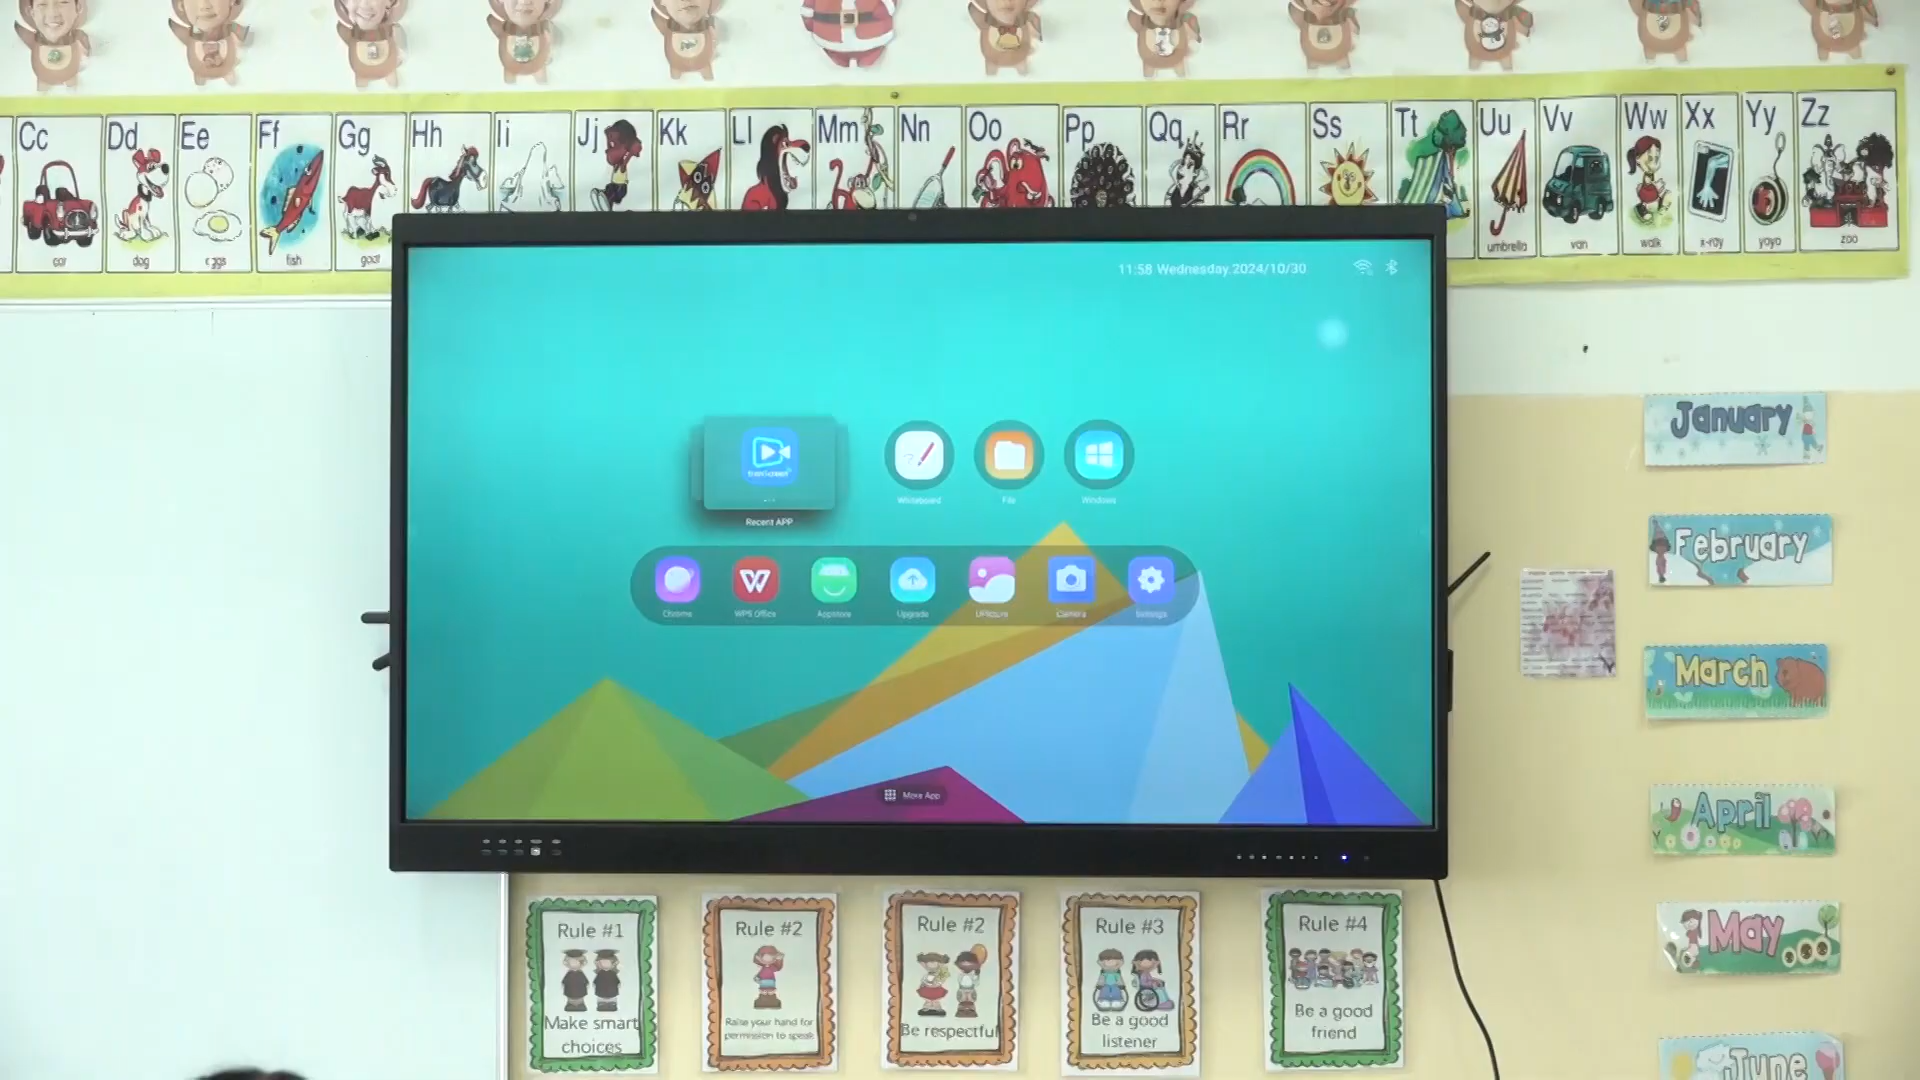 Cc
Dd
Ee
Ff
Gg
Hh
Ii
Jj
Kk
Ll
Mm
Nn
Oo
Pp
Qq
Rr
Ss
Tt
Uu
Vv
Ww
Xx
Yy
Zz
car
dog
eggs
fish
goat
umbrella
van
walk
x-ray
yoyo
zoo
11:58 Wednesday.2024/10/30
Recent APP
Whiteboard
File
Windows
Chrome
WPS Office
Appstore
Upgrade
UPicture
Camera
Settings
More App
January
February
March
April
May
June
Rule #1
Make smart
choices
Rule #2
Raise your hand for
permission to speak
Rule #2
Be respectful
Rule #3
Be a good
listener
Rule #4
Be a good
friend